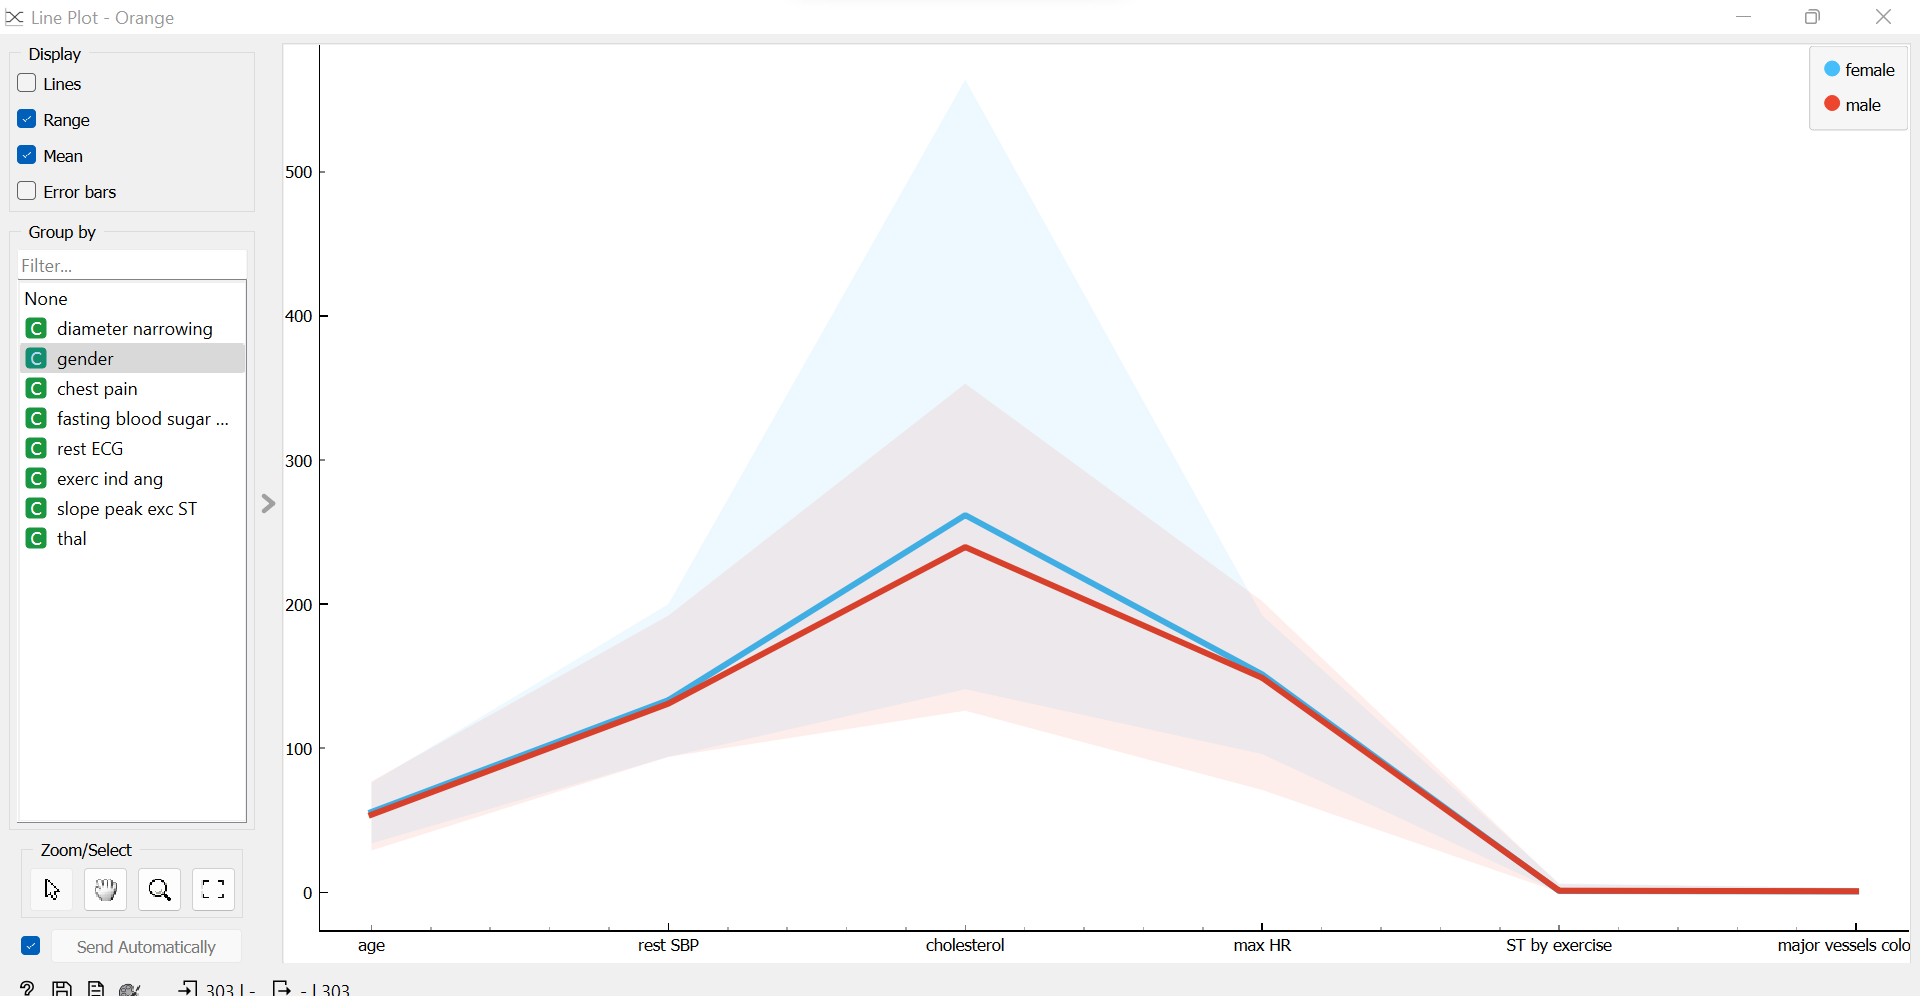 Line Plot - Orange
Display
Lines
Range
Mean
Error bars
Group by
Filter...
None
C diameter narrowing
C gender
C chest pain
C fasting blood sugar ...
C rest ECG
C exerc ind ang
C slope peak exc ST
C thal
Zoom/Select
Send Automatically
? 303 | - - | 303
female
male
500
400
300
200
100
0
age rest SBP cholesterol max HR ST by exercise major vessels colo